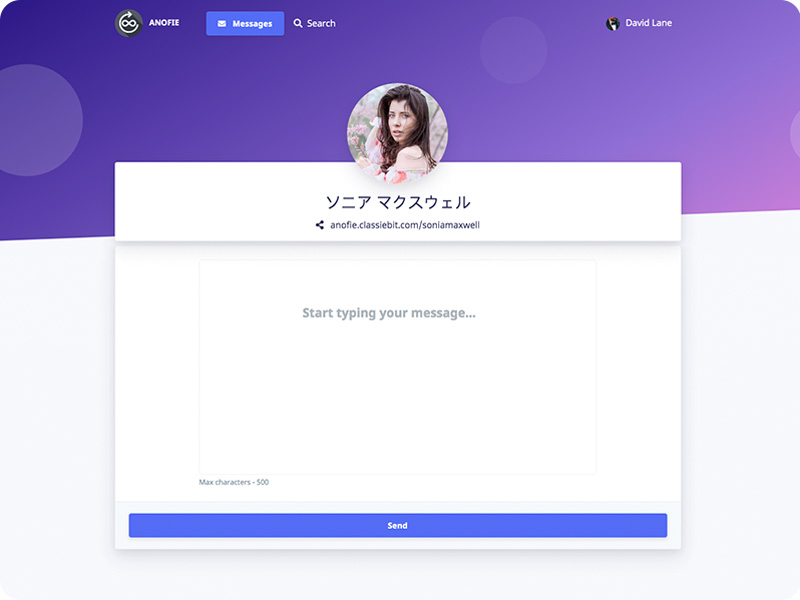 ANOFIE
Messages
Search
David Lane
ソニア マクスウェル
anofie.classiebit.com/soniamaxwell
Start typing your message...
Max characters - 500
Send